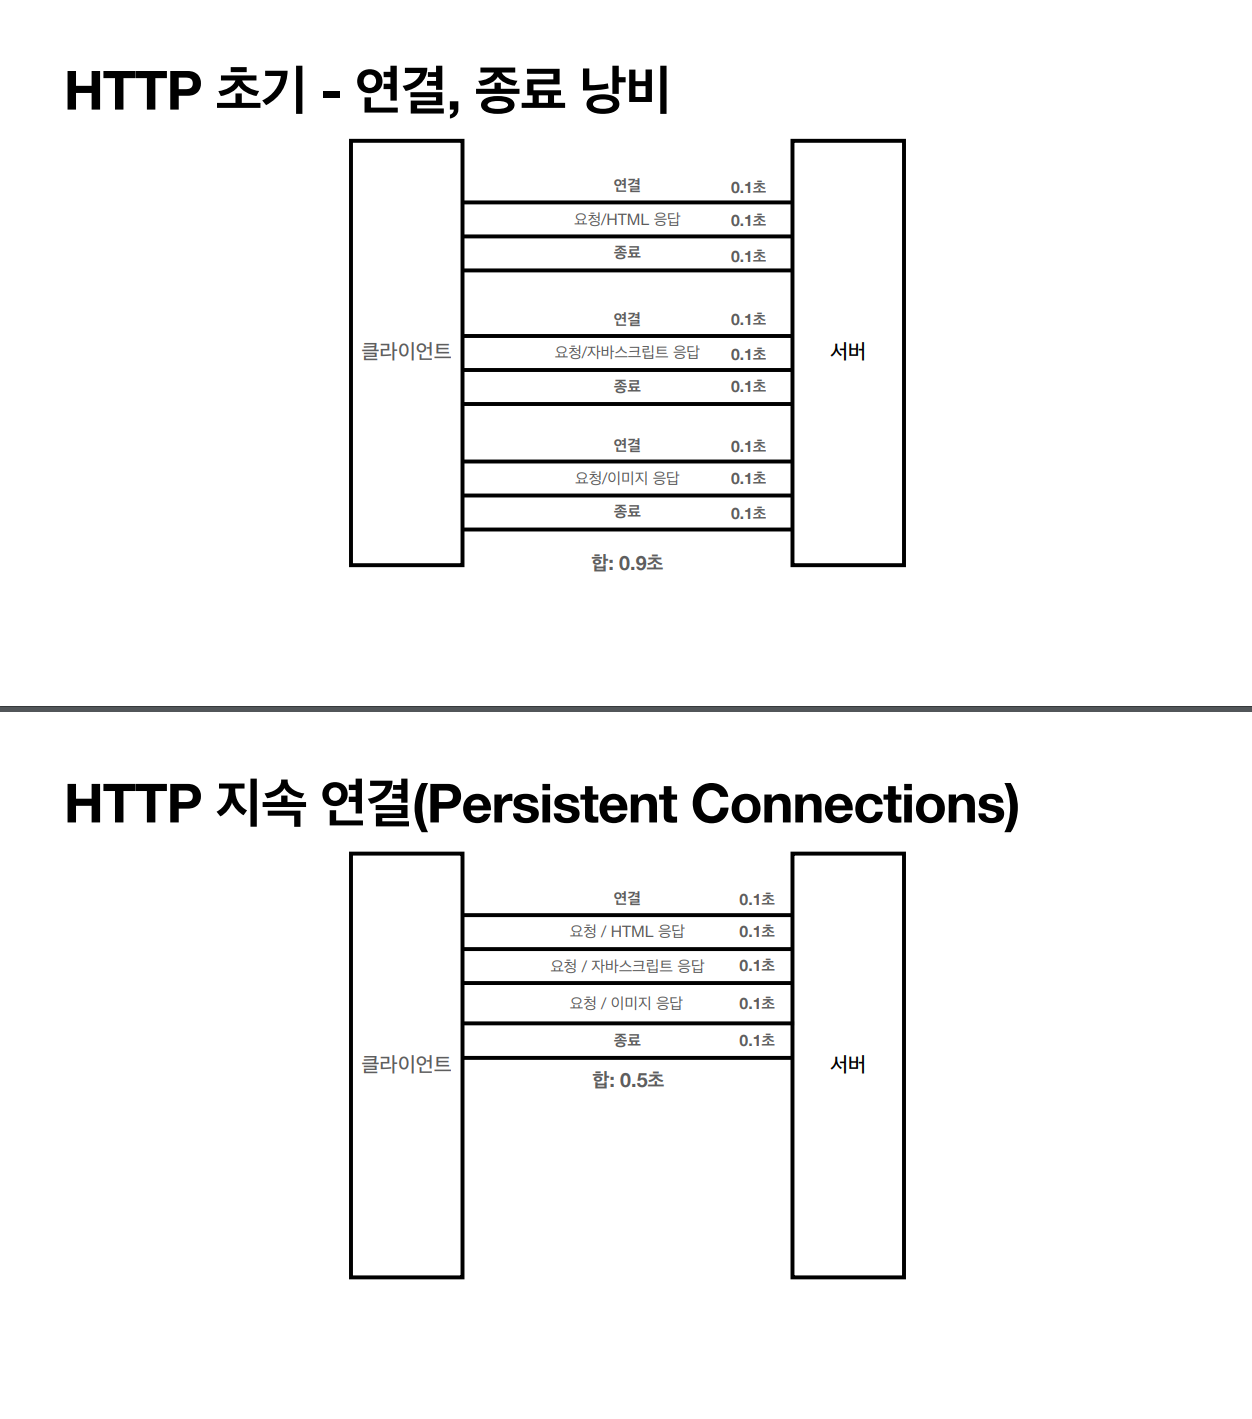 HTTP 초기 - 연결, 종료 낭비
연결 0.1초
요청/HTML 응답 0.1초
종료 0.1초
연결 0.1초
클라이언트 요청/자바스크립트 응답 0.1초 서버
종료 0.1초
연결 0.1초
요청/이미지 응답 0.1초
종료 0.1초
합: 0.9초
HTTP 지속 연결(Persistent Connections)
연결 0.1초
요청 / HTML 응답 0.1초
요청 / 자바스크립트 응답 0.1초
요청 / 이미지 응답 0.1초
종료 0.1초
클라이언트 서버
합: 0.5초